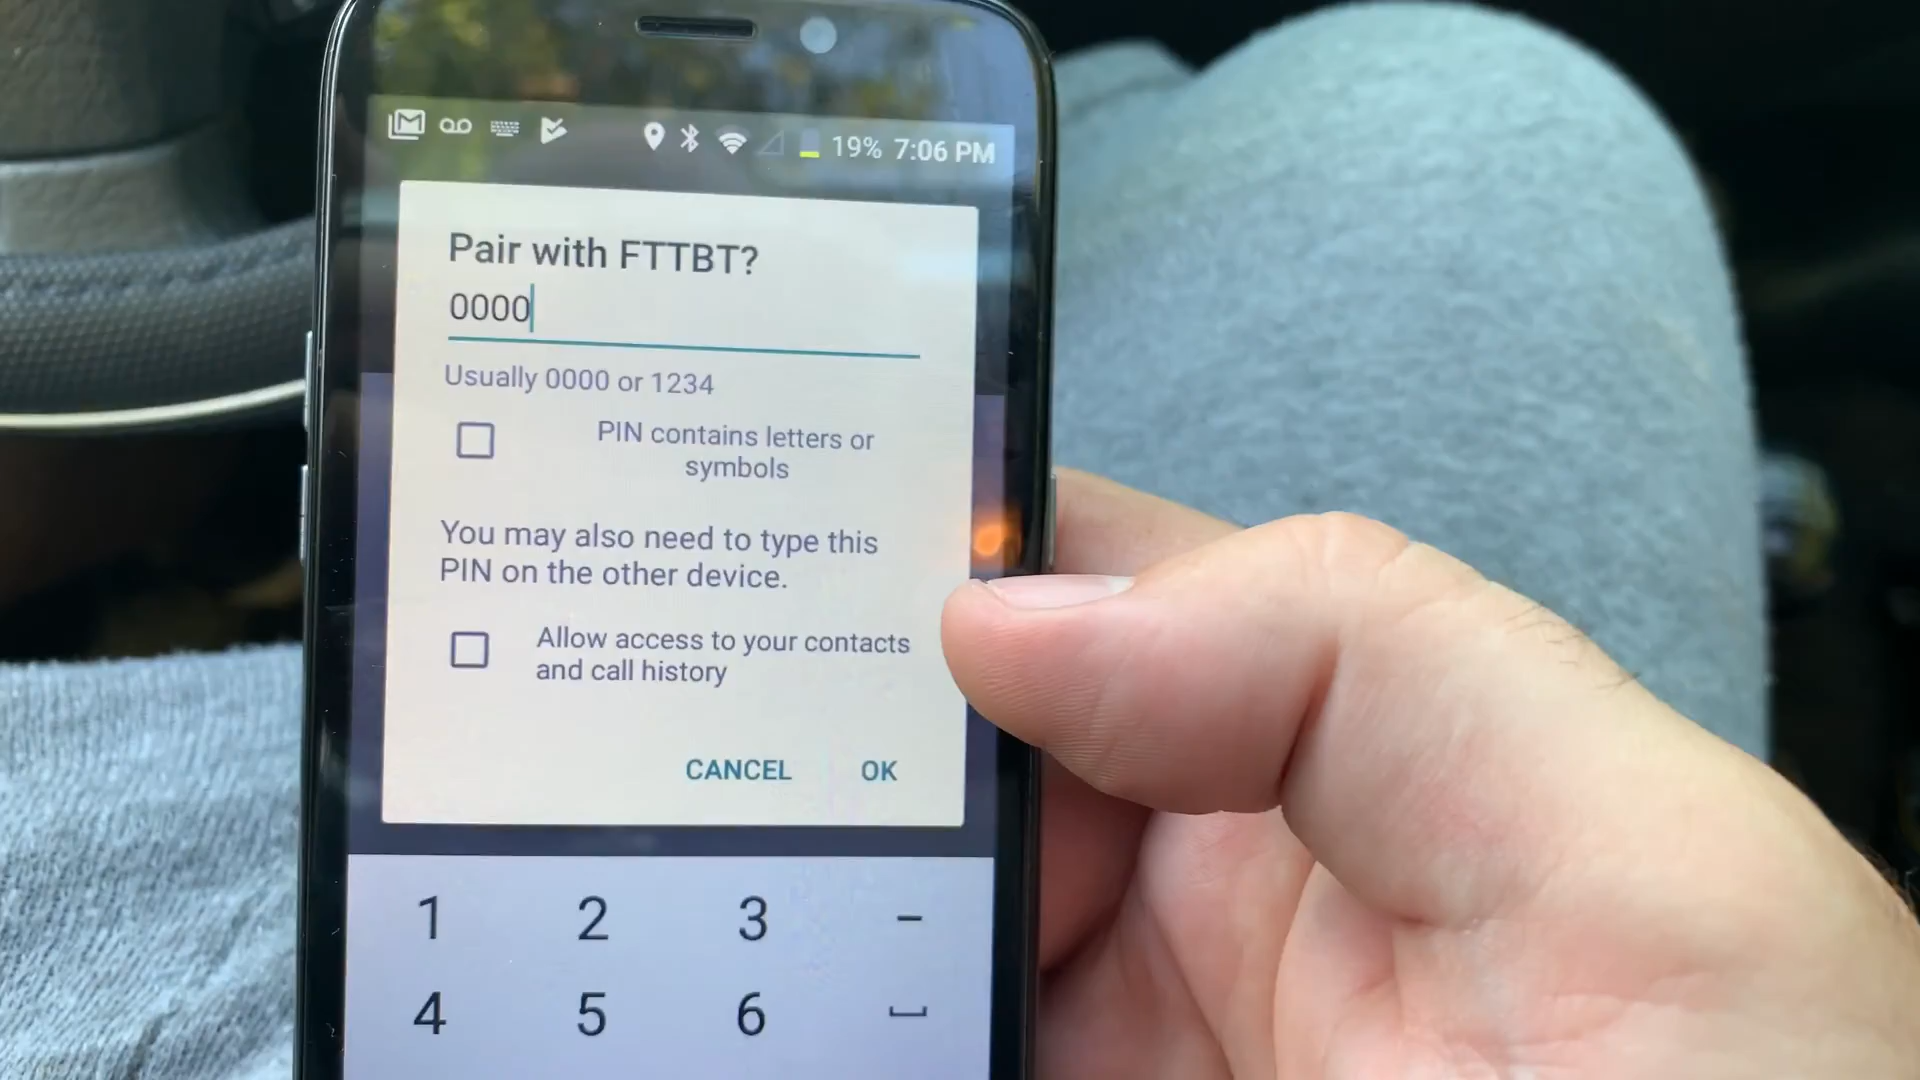 19% 7:06 PM
Pair with FTTBT?
0000
Usually 0000 or 1234
PIN contains letters or
symbols
You may also need to type this
PIN on the other device.
Allow access to your contacts
and call history
CANCEL OK
1 2 3 -
4 5 6